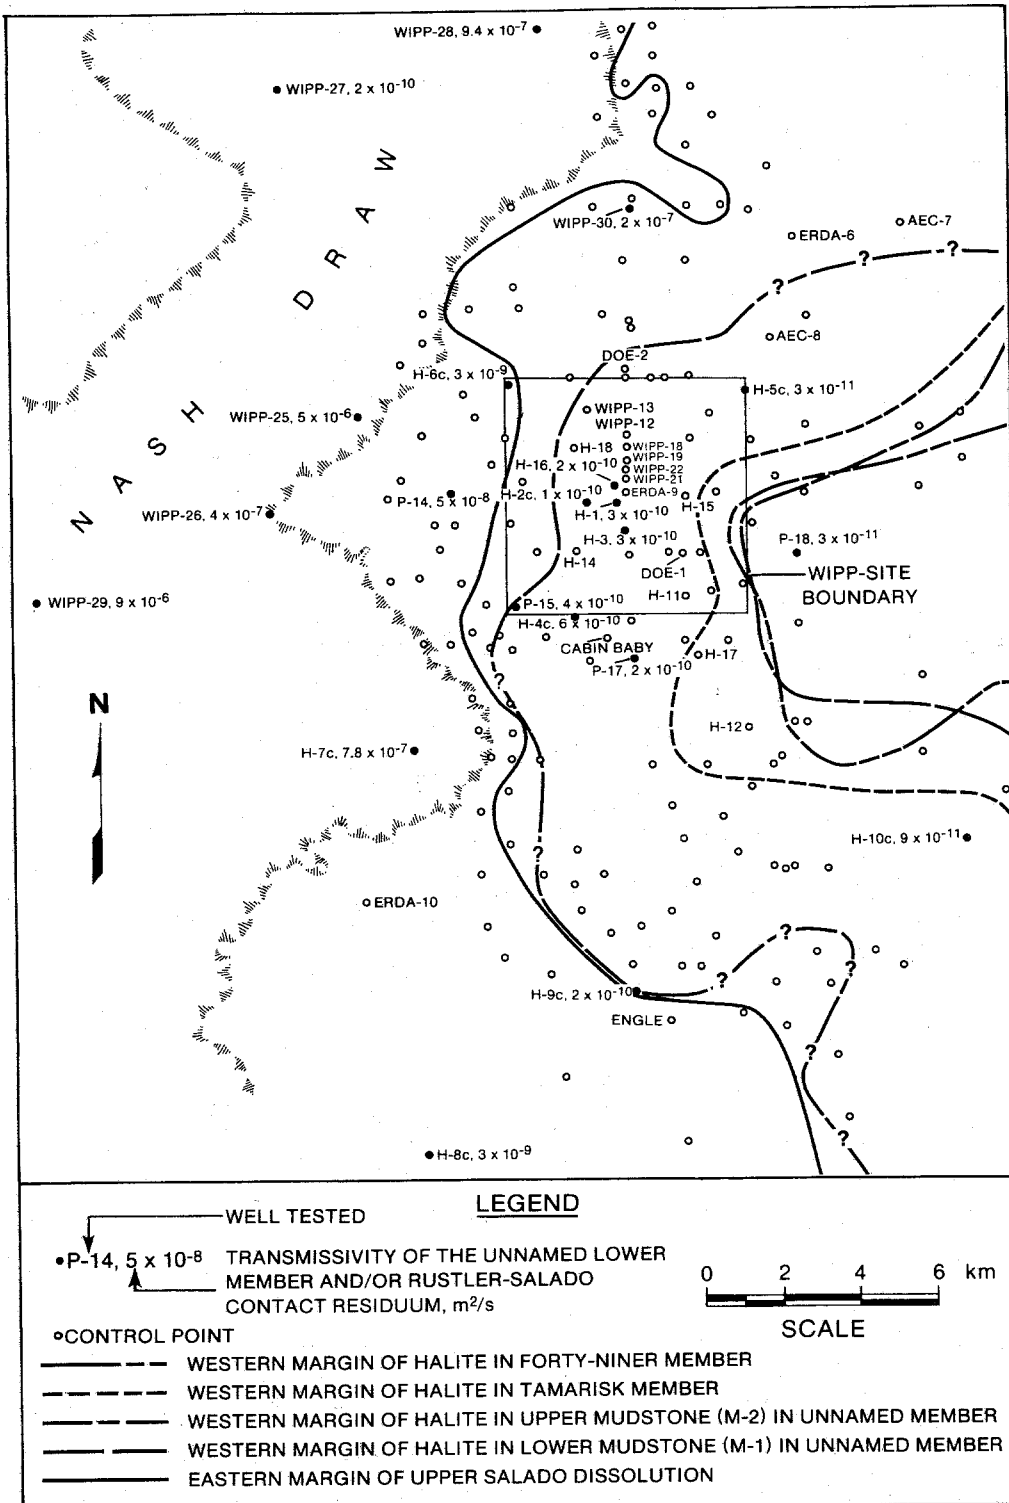 WIPP-28, 9.4 x 10⁻⁷
WIPP-27, 2 x 10⁻¹⁰
NASH DRAW
WIPP-30, 2 x 10⁻⁷
AEC-7
ERDA-6
?
?
?
AEC-8
DOE-2
H-6c, 3 x 10⁻⁹
H-5c, 3 x 10⁻¹¹
WIPP-25, 5 x 10⁻⁶
WIPP-13
WIPP-12
H-18
WIPP-18
WIPP-19
H-16, 2 x 10⁻¹⁰
WIPP-22
WIPP-21
P-14, 5 x 10⁻⁸
H-2c, 1 x 10⁻¹⁰
ERDA-9
H-15
WIPP-26, 4 x 10⁻⁷
H-1, 3 x 10⁻¹⁰
H-3, 3 x 10⁻¹⁰
P-18, 3 x 10⁻¹¹
H-14
DOE-1
WIPP-SITE
BOUNDARY
WIPP-29, 9 x 10⁻⁶
P-15, 4 x 10⁻¹⁰
H-11
H-4c, 6 x 10⁻¹⁰
CABIN BABY
H-17
P-17, 2 x 10⁻¹⁰
?
N
H-12
H-7c, 7.8 x 10⁻⁷
H-10c, 9 x 10⁻¹¹
?
ERDA-10
?
?
?
H-9c, 2 x 10⁻¹⁰
ENGLE
?
?
H-8c, 3 x 10⁻⁹
LEGEND
WELL TESTED
P-14, 5 x 10⁻⁸
TRANSMISSIVITY OF THE UNNAMED LOWER
MEMBER AND/OR RUSTLER-SALADO
CONTACT RESIDUUM, m²/s
0 2 4 6 km
SCALE
CONTROL POINT
WESTERN MARGIN OF HALITE IN FORTY-NINER MEMBER
WESTERN MARGIN OF HALITE IN TAMARISK MEMBER
WESTERN MARGIN OF HALITE IN UPPER MUDSTONE (M-2) IN UNNAMED MEMBER
WESTERN MARGIN OF HALITE IN LOWER MUDSTONE (M-1) IN UNNAMED MEMBER
EASTERN MARGIN OF UPPER SALADO DISSOLUTION